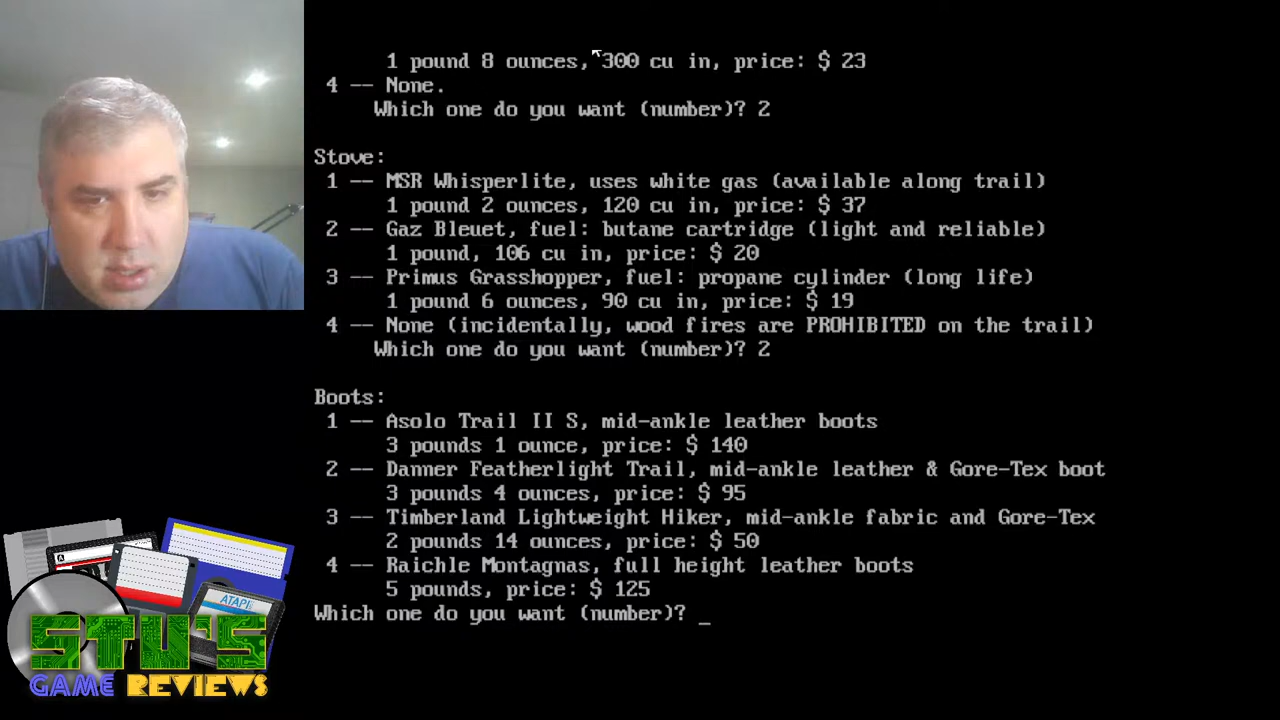 1 pound 8 ounces, 300 cu in, price: $ 23
4 -- None.
Which one do you want (number)? 2
Stove:
1 -- MSR Whisperlite, uses white gas (available along trail)
1 pound 2 ounces, 120 cu in, price: $ 37
2 -- Gaz Bleuet, fuel: butane cartridge (light and reliable)
1 pound, 106 cu in, price: $ 20
3 -- Primus Grasshopper, fuel: propane cylinder (long life)
1 pound 6 ounces, 90 cu in, price: $ 19
4 -- None (incidentally, wood fires are PROHIBITED on the trail)
Which one do you want (number)? 2
Boots:
1 -- Asolo Trail II S, mid-ankle leather boots
3 pounds 1 ounce, price: $ 140
2 -- Danner Featherlight Trail, mid-ankle leather & Gore-Tex boot
3 pounds 4 ounces, price: $ 95
3 -- Timberland Lightweight Hiker, mid-ankle fabric and Gore-Tex
2 pounds 14 ounces, price: $ 50
4 -- Raichle Montagnas, full height leather boots
5 pounds, price: $ 125
Which one do you want (number)? _
ATAPI
STU'S
GAME REVIEWS